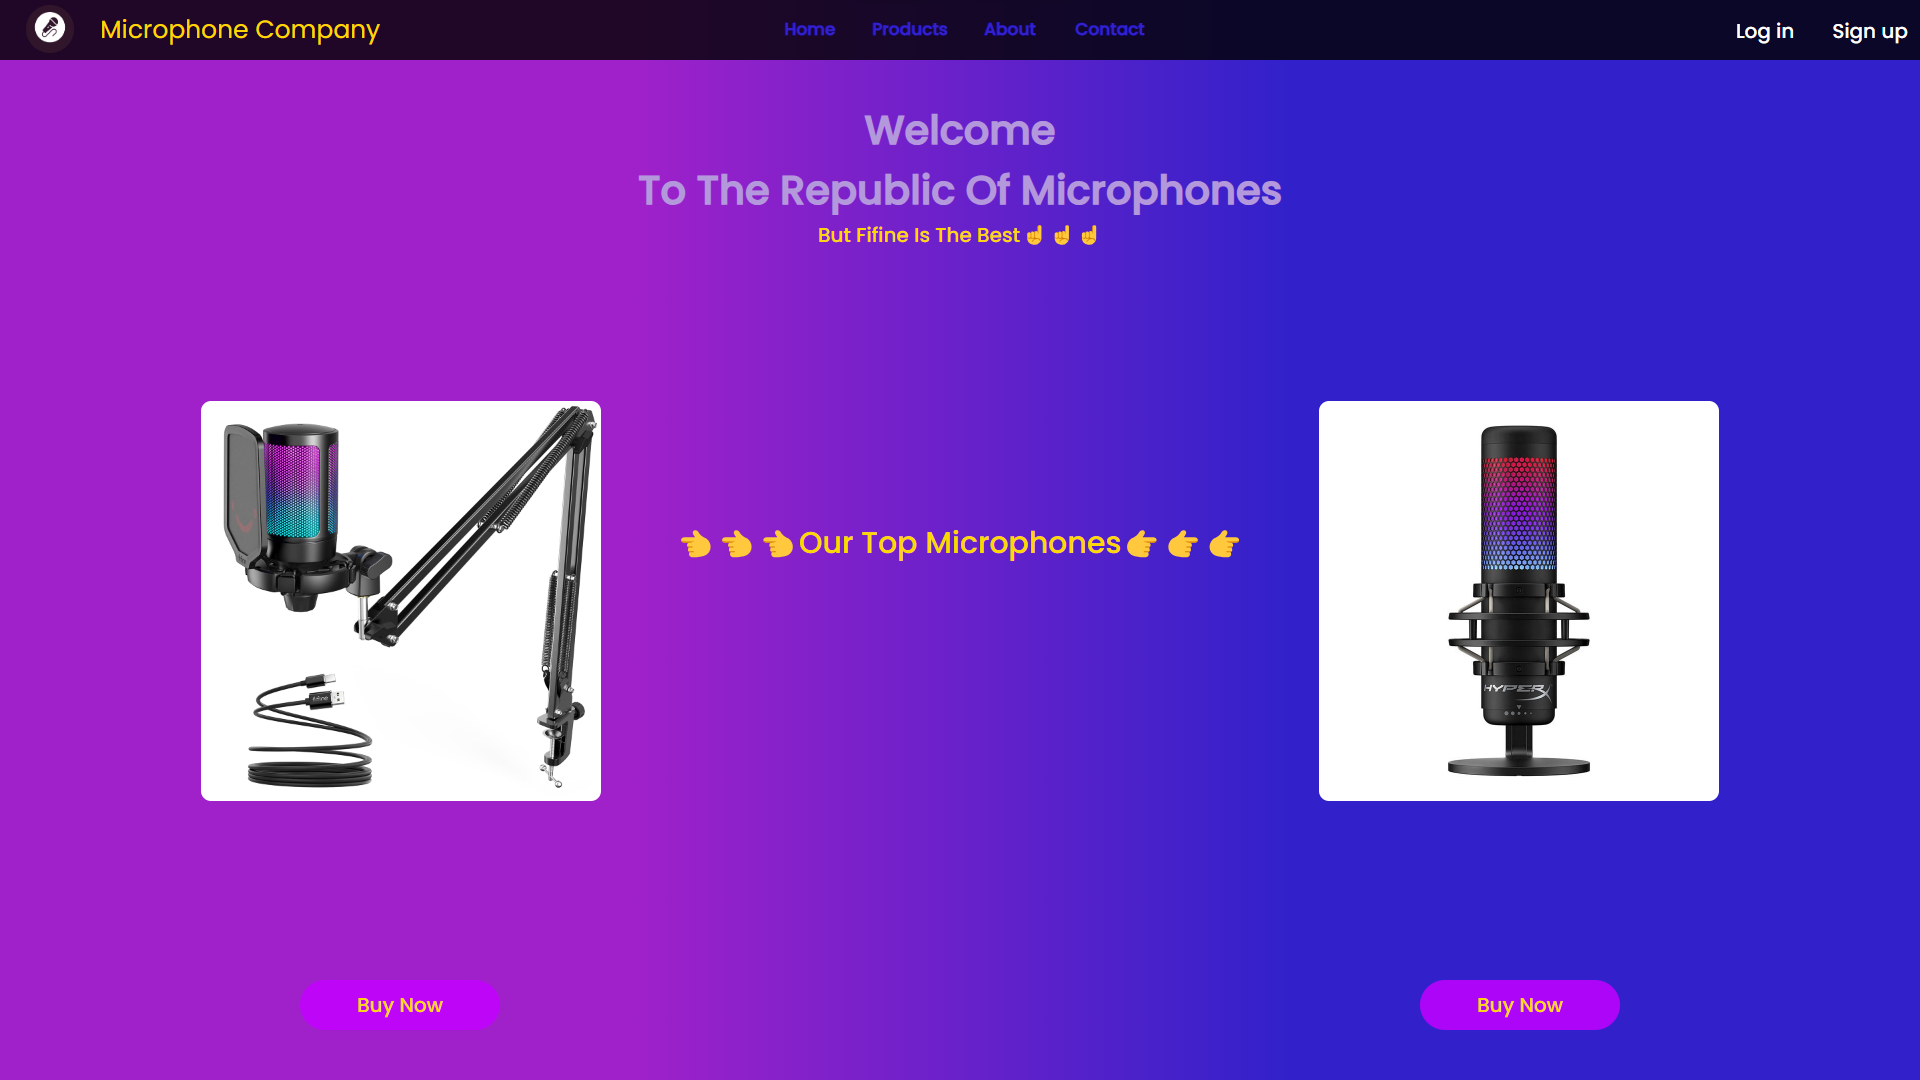 Microphone Company
Home
Products
About
Contact
Log in
Sign up
Welcome
To The Republic Of Microphones
But Fifine Is The Best☝️ ☝️ ☝️
👈 👈 👈Our Top Microphones👉 👉 👉
HYPERX
Buy Now
Buy Now